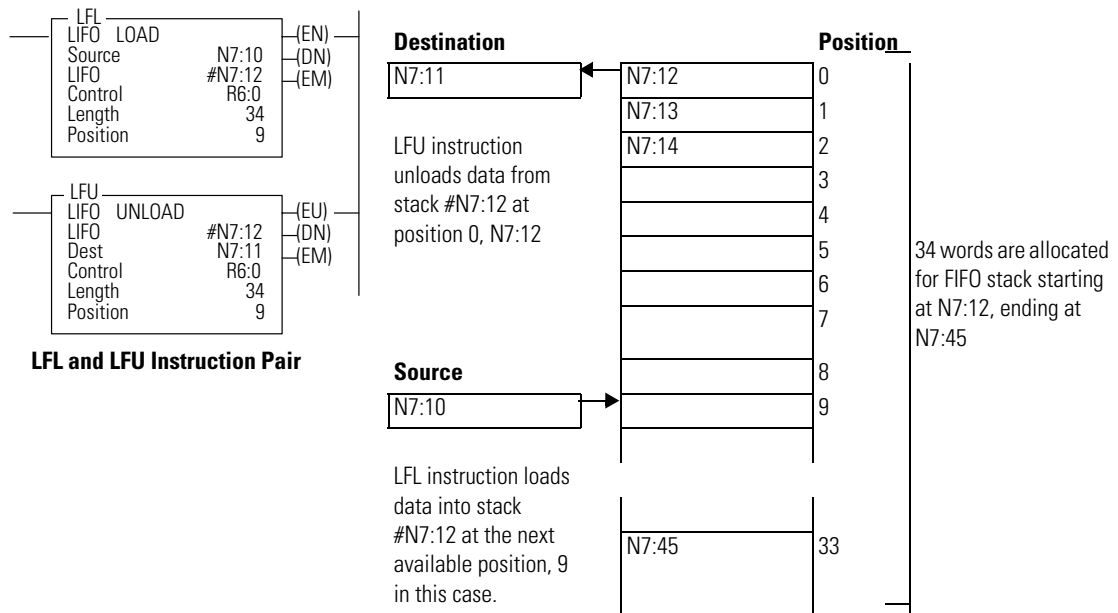 LFL
LIFO LOAD
Source N7:10
LIFO #N7:12
Control R6:0
Length 34
Position 9
(EN)
(DN)
(EM)
LFU
LIFO UNLOAD
LIFO #N7:12
Dest N7:11
Control R6:0
Length 34
Position 9
(EU)
(DN)
(EM)
LFL and LFU Instruction Pair
Destination
N7:11
LFU instruction
unloads data from
stack #N7:12 at
position 0, N7:12
Source
N7:10
LFL instruction loads
data into stack
#N7:12 at the next
available position, 9
in this case.
Position
N7:12 0
N7:13 1
N7:14 2
3
4
5
6
7
8
9
N7:45 33
34 words are allocated
for FIFO stack starting
at N7:12, ending at
N7:45